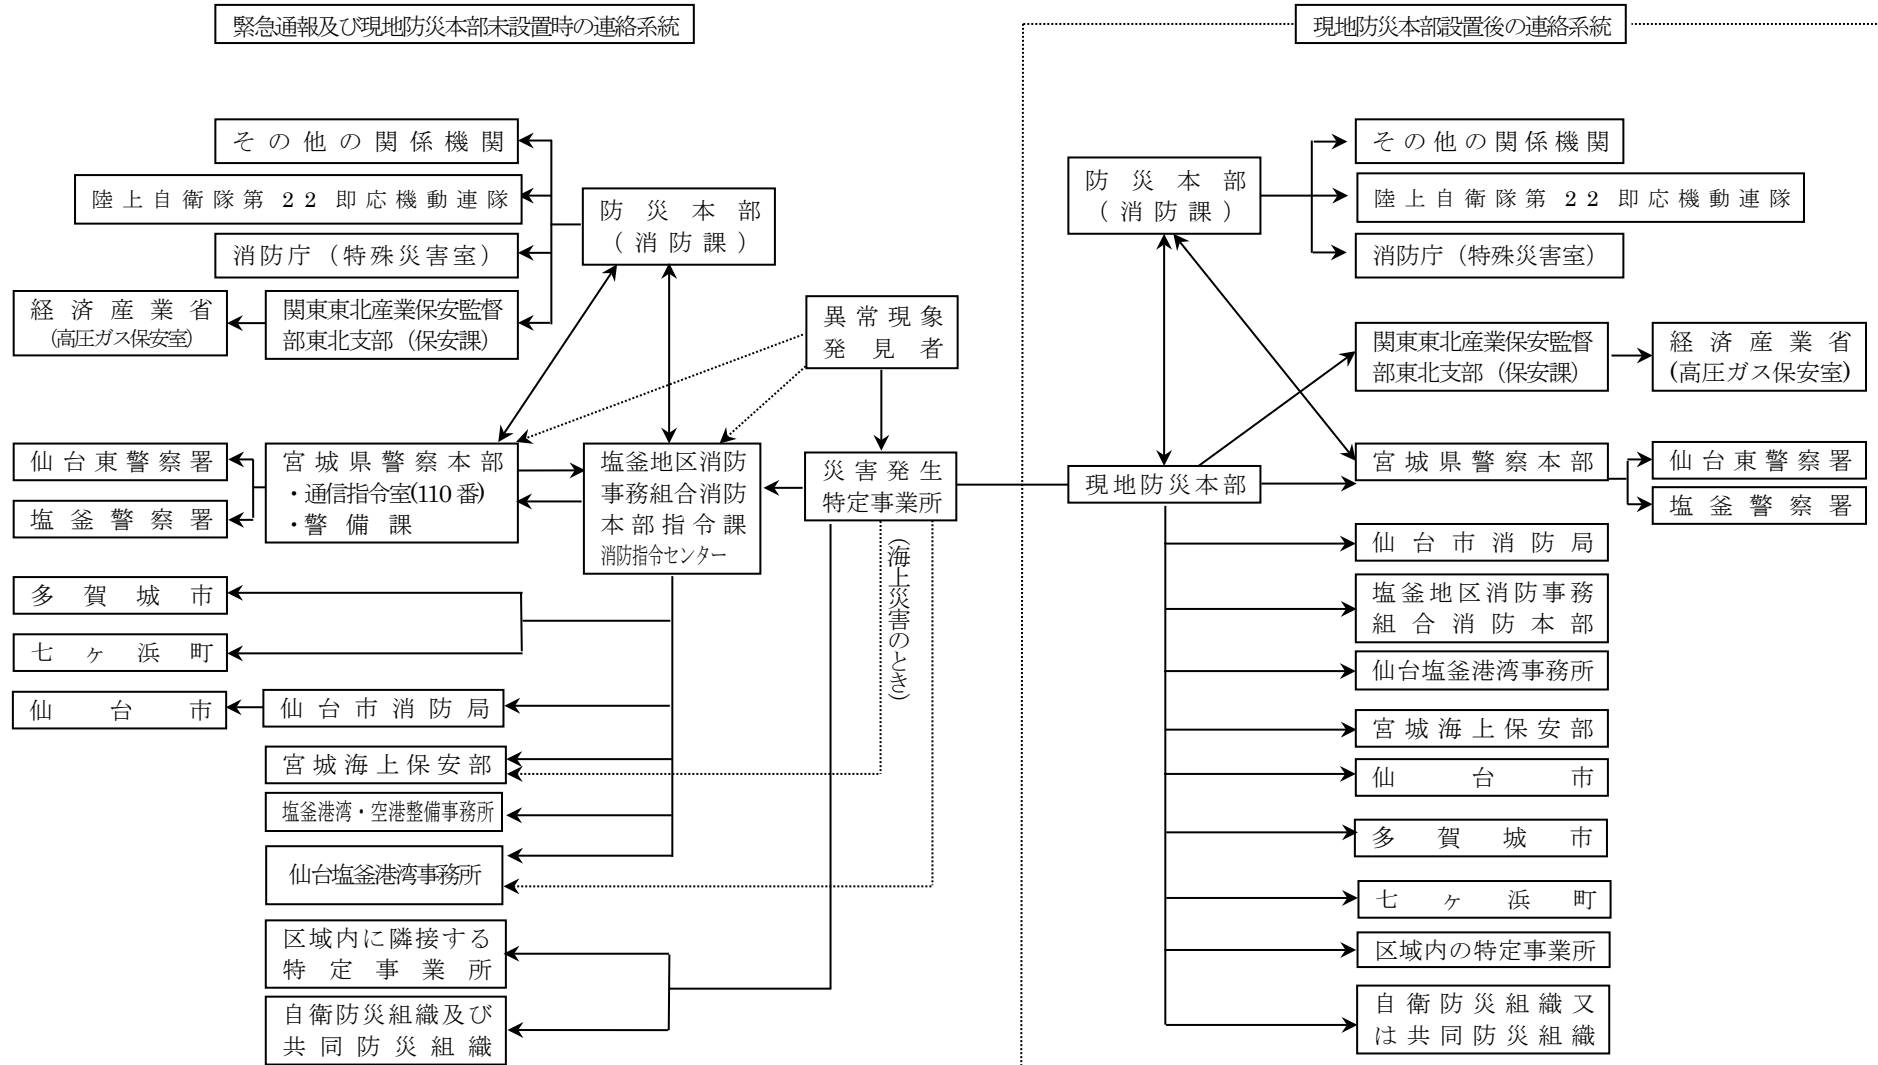 緊急通報及び現地防災本部未設置時の連絡系統
その他の関係機関
陸上自衛隊第22即応機動連隊
防災本部
（消防課）
消防庁（特殊災害室）
経済産業省
(高圧ガス保安室)
関東東北産業保安監督
部東北支部（保安課）
異常現象
発見者
仙台東警察署
塩釜警察署
宮城県警察本部
・通信指令室(110番)
・警備課
塩釜地区消防
事務組合消防
本部指令課
消防指令センター
災害発生
特定事業所
（海上災害のとき）
多賀城市
七ヶ浜町
仙台市
仙台市消防局
宮城海上保安部
塩釜港湾・空港整備事務所
仙台塩釜港湾事務所
区域内に隣接する
特定事業所
自衛防災組織及び
共同防災組織
現地防災本部設置後の連絡系統
防災本部
（消防課）
その他の関係機関
陸上自衛隊第22即応機動連隊
消防庁（特殊災害室）
関東東北産業保安監督
部東北支部（保安課）
経済産業省
(高圧ガス保安室)
現地防災本部
宮城県警察本部
仙台東警察署
塩釜警察署
仙台市消防局
塩釜地区消防事務
組合消防本部
仙台塩釜港湾事務所
宮城海上保安部
仙台市
多賀城市
七ヶ浜町
区域内の特定事業所
自衛防災組織又
は共同防災組織